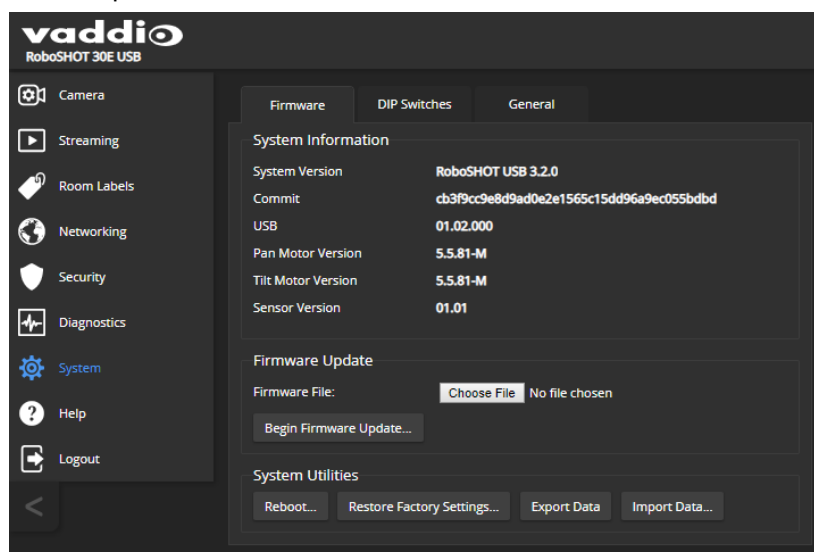 vaddio
RoboSHOT 30E USB
Camera
Streaming
Room Labels
Networking
Security
Diagnostics
System
Help
Logout
Firmware DIP Switches General
System Information
System Version RoboSHOT USB 3.2.0
Commit cb3f9cc9e8d9ad0e2e1565c15dd96a9ec055bdbd
USB 01.02.000
Pan Motor Version 5.5.81-M
Tilt Motor Version 5.5.81-M
Sensor Version 01.01
Firmware Update
Firmware File: Choose File No file chosen
Begin Firmware Update...
System Utilities
Reboot... Restore Factory Settings... Export Data Import Data...